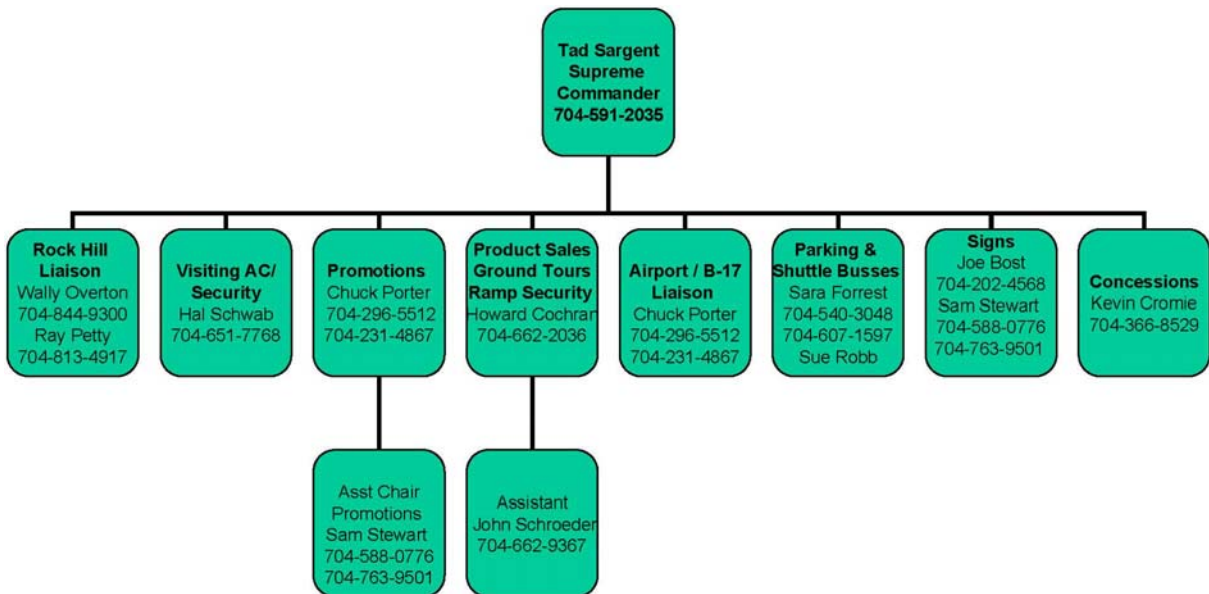 Tad Sargent
Supreme
Commander
704-591-2035
Rock Hill
Liaison
Wally Overton
704-844-9300
Ray Petty
704-813-4917
Visiting AC/
Security
Hal Schwab
704-651-7768
Promotions
Chuck Porter
704-296-5512
704-231-4867
Product Sales
Ground Tours
Ramp Security
Howard Cochran
704-662-2036
Airport / B-17
Liaison
Chuck Porter
704-296-5512
704-231-4867
Parking &
Shuttle Busses
Sara Forrest
704-540-3048
704-607-1597
Sue Robb
Signs
Joe Bost
704-202-4568
Sam Stewart
704-588-0776
704-763-9501
Concessions
Kevin Cromie
704-366-8529
Asst Chair
Promotions
Sam Stewart
704-588-0776
704-763-9501
Assistant
John Schroeder
704-662-9367